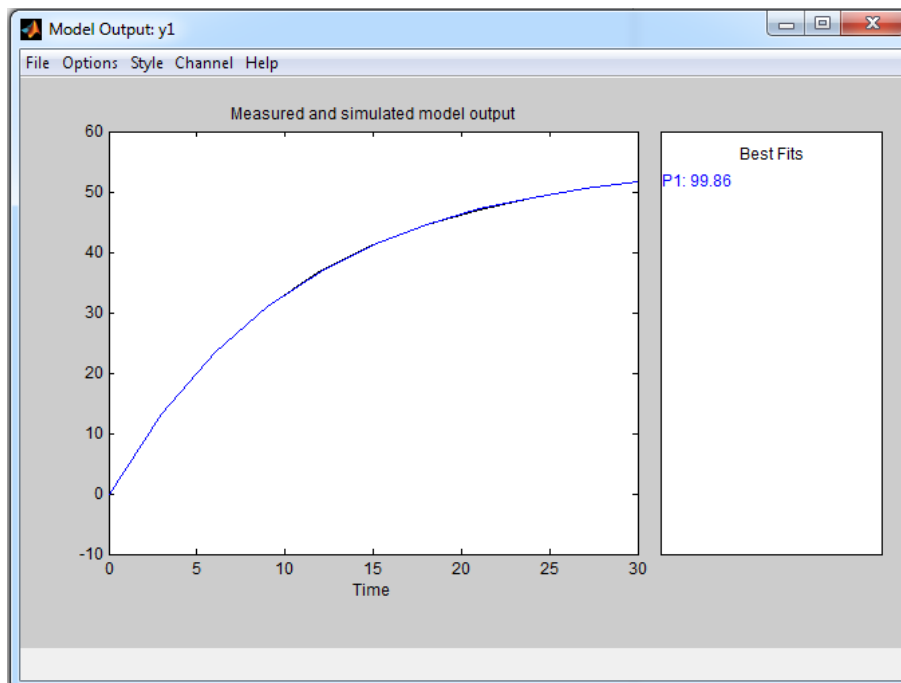 Model Output: y1
File Options Style Channel Help
Measured and simulated model output
60
50
40
30
20
10
0
-10
0 5 10 15 20 25 30
Time
Best Fits
P1: 99.86